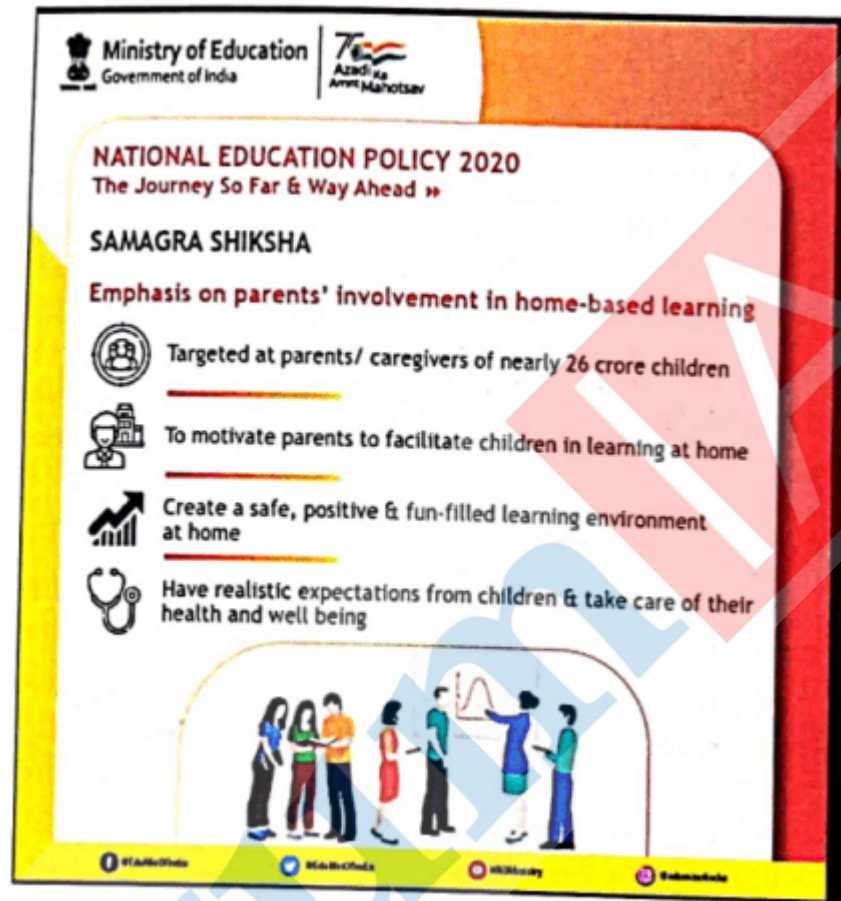 Ministry of Education
Government of India
Azadi Ka
Amrit Mahotsav
NATIONAL EDUCATION POLICY 2020
The Journey So Far & Way Ahead »
SAMAGRA SHIKSHA
Emphasis on parents' involvement in home-based learning
Targeted at parents/ caregivers of nearly 26 crore children
To motivate parents to facilitate children in learning at home
Create a safe, positive & fun-filled learning environment
at home
Have realistic expectations from children & take care of their
health and well being